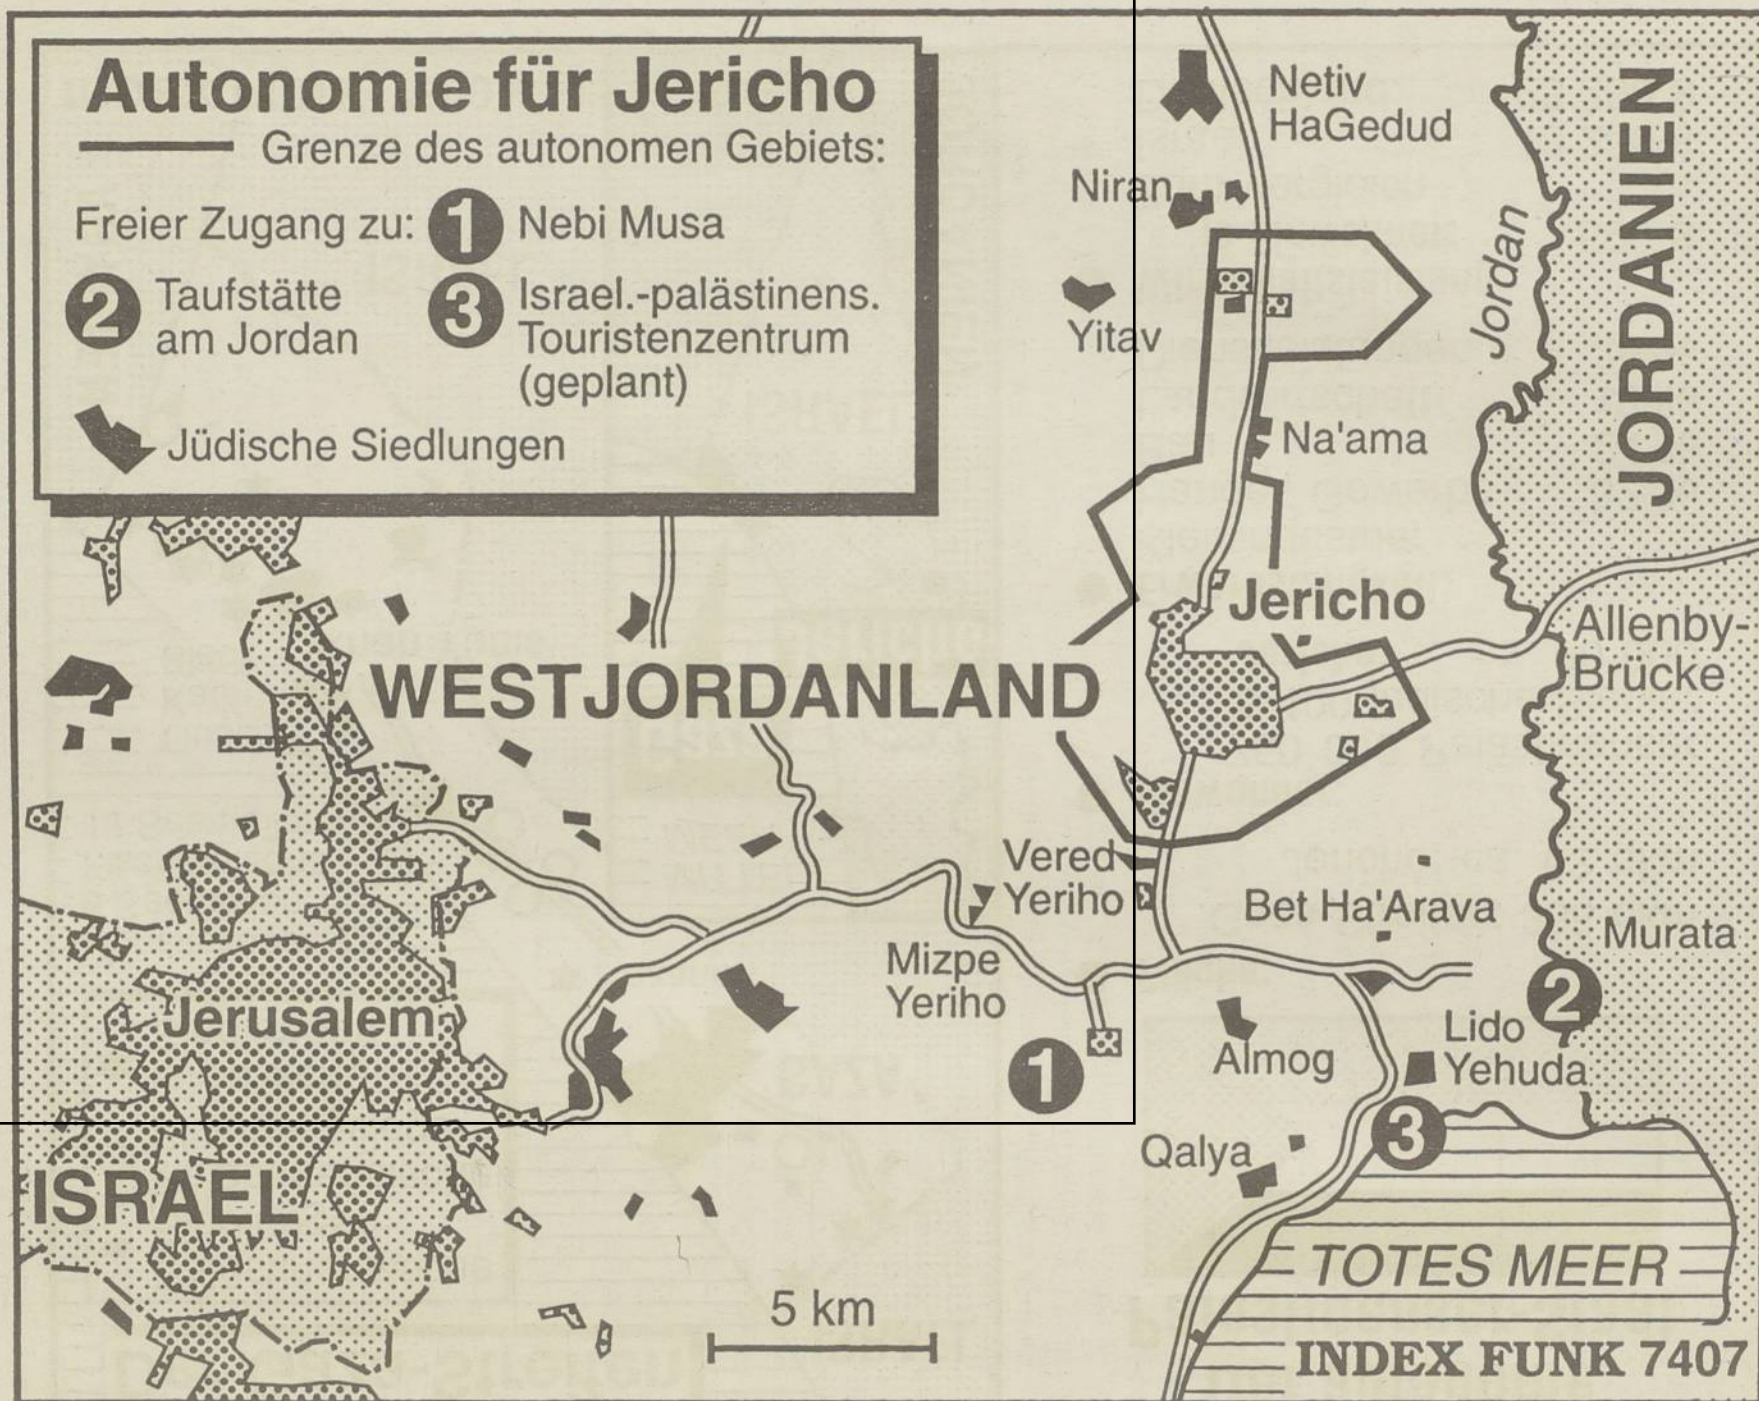 Autonomie für Jericho
Grenze des autonomen Gebiets:
Freier Zugang zu: 1 Nebi Musa
2 Taufstätte
am Jordan
3 Israel.-palästinens.
Touristenzentrum
(geplant)
Jüdische Siedlungen
Netiv
HaGedud
Niran
Yitav
Jordan
JORDANIEN
Na'ama
Jericho
Allenby-
Brücke
WESTJORDANLAND
Vered
Yeriho
Bet Ha'Arava
Murata
Mizpe
Yeriho
2
Jerusalem
1
Almog
Lido
Yehuda
3
Qalya
ISRAEL
TOTES MEER
5 km
INDEX FUNK 7407